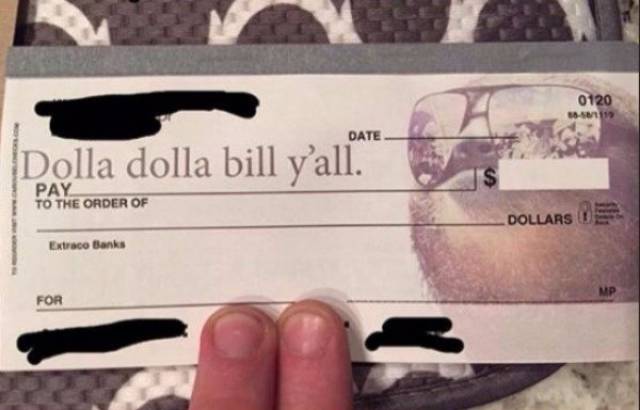 0120
DATE
Dolla dolla bill y'all.
PAY
TO THE ORDER OF
$
DOLLARS
Extraco Banks
FOR
MP